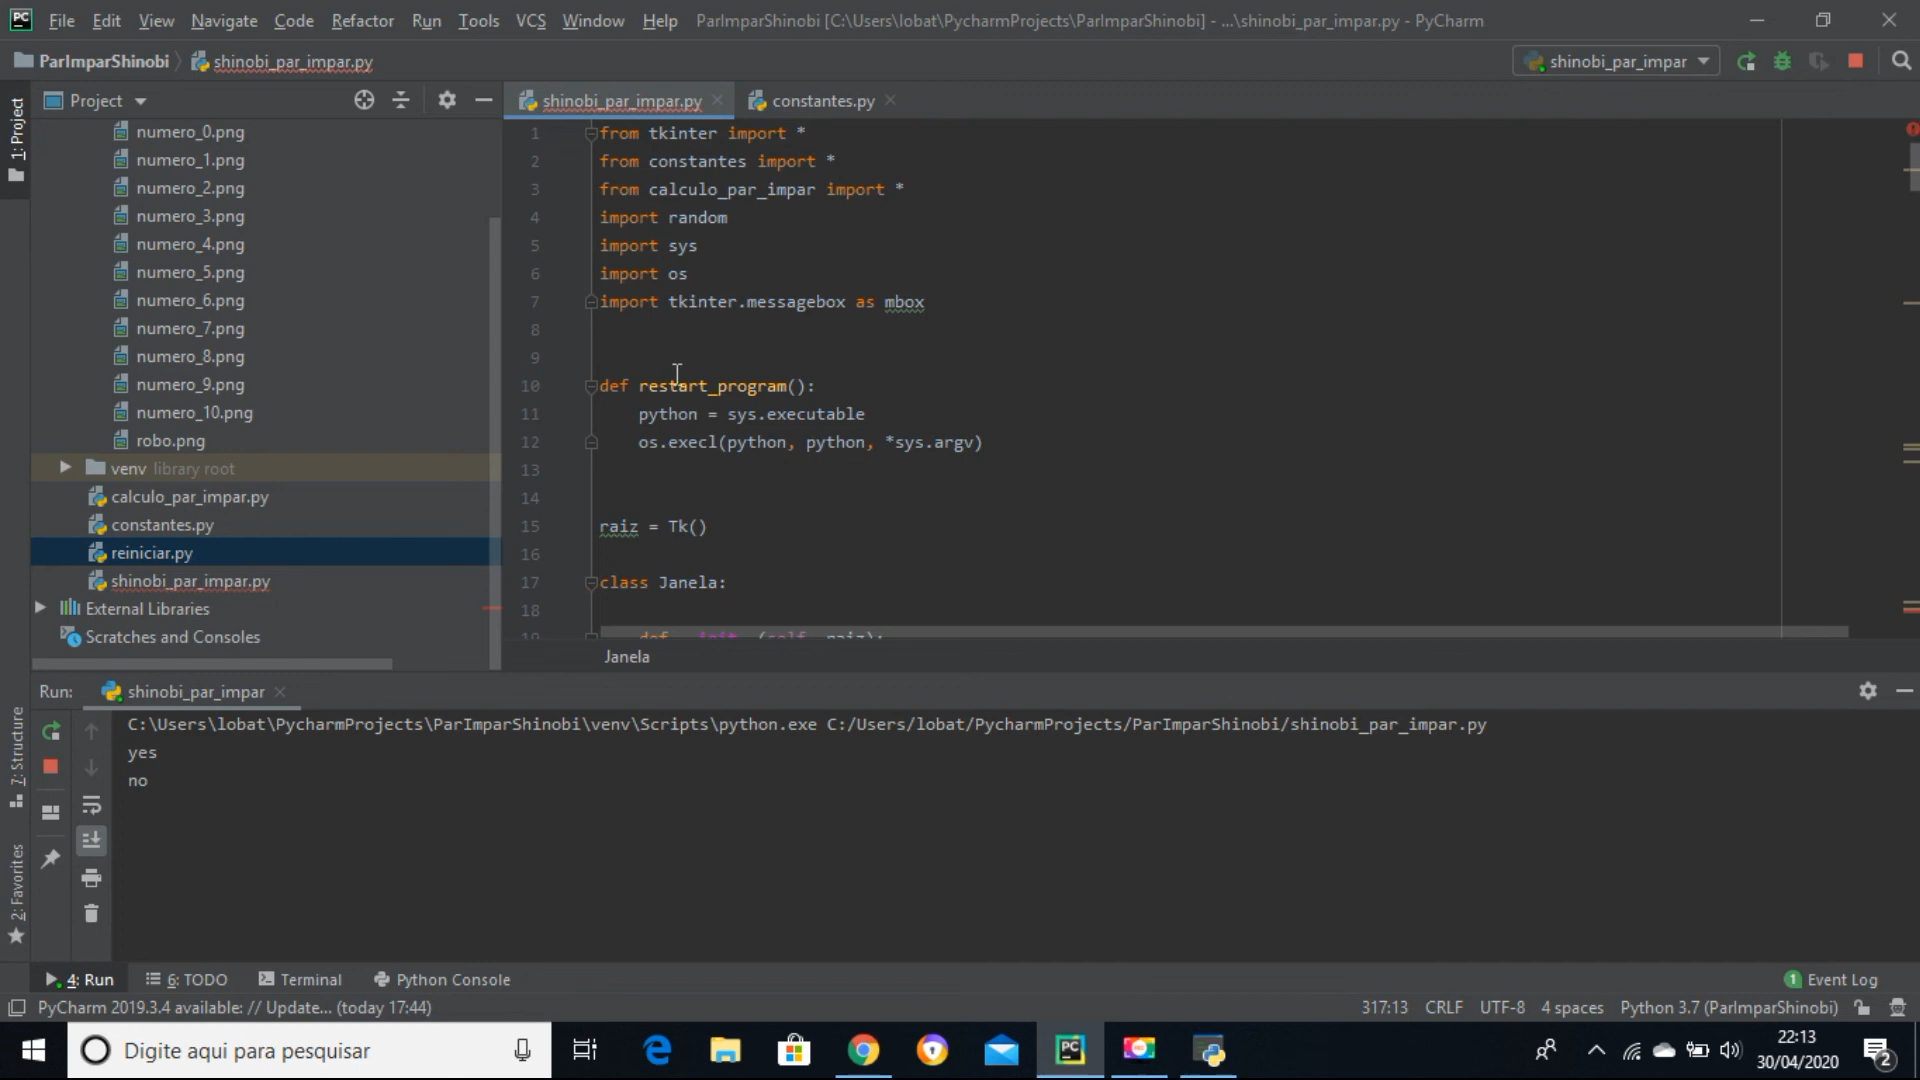 PC File Edit View Navigate Code Refactor Run Tools VCS Window Help ParImparShinobi [C:\Users\lobat\PycharmProjects\ParImparShinobi] - ...\shinobi_par_impar.py - PyCharm
ParImparShinobi shinobi_par_impar.py shinobi_par_impar
1: Project
Project
shinobi_par_impar.py constantes.py
numero_0.png
numero_1.png
numero_2.png
numero_3.png
numero_4.png
numero_5.png
numero_6.png
numero_7.png
numero_8.png
numero_9.png
numero_10.png
robo.png
venv library root
calculo_par_impar.py
constantes.py
reiniciar.py
shinobi_par_impar.py
External Libraries
Scratches and Consoles
1 from tkinter import *
2 from constantes import *
3 from calculo_par_impar import *
4 import random
5 import sys
6 import os
7 import tkinter.messagebox as mbox
8
9
10 def restart_program():
11 python = sys.executable
12 os.execl(python, python, *sys.argv)
13
14
15 raiz = Tk()
16
17 class Janela:
18
19 def __init__(self, raiz):
Janela
Run: shinobi_par_impar
C:\Users\lobat\PycharmProjects\ParImparShinobi\venv\Scripts\python.exe C:/Users/lobat/PycharmProjects/ParImparShinobi/shinobi_par_impar.py
yes
no
7: Structure
2: Favorites
4: Run 6: TODO Terminal Python Console 1 Event Log
PyCharm 2019.3.4 available: // Update... (today 17:44) 317:13 CRLF UTF-8 4 spaces Python 3.7 (ParImparShinobi)
Digite aqui para pesquisar
PC
22:13
30/04/2020
2